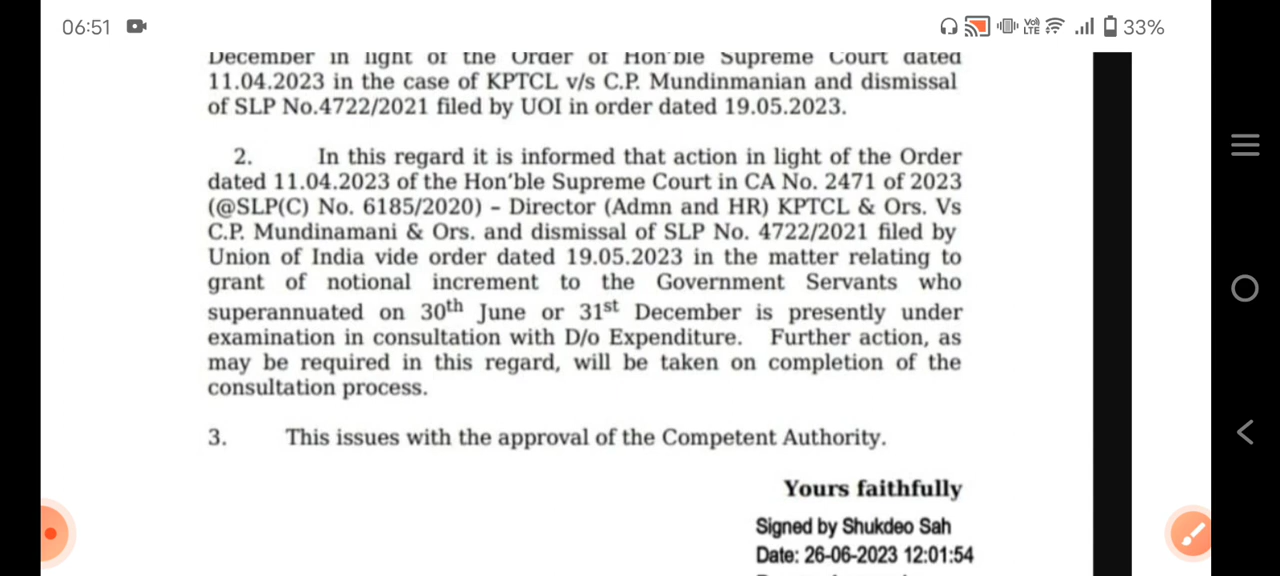 06:51
Vo) LTE 33%
December in light of the Order of Hon'ble Supreme Court dated
11.04.2023 in the case of KPTCL v/s C.P. Mundinmanian and dismissal
of SLP No.4722/2021 filed by UOI in order dated 19.05.2023.
2. In this regard it is informed that action in light of the Order
dated 11.04.2023 of the Hon'ble Supreme Court in CA No. 2471 of 2023
(@SLP(C) No. 6185/2020) – Director (Admn and HR) KPTCL & Ors. Vs
C.P. Mundinamani & Ors. and dismissal of SLP No. 4722/2021 filed by
Union of India vide order dated 19.05.2023 in the matter relating to
grant of notional increment to the Government Servants who
superannuated on 30th June or 31st December is presently under
examination in consultation with D/o Expenditure. Further action, as
may be required in this regard, will be taken on completion of the
consultation process.
3. This issues with the approval of the Competent Authority.
Yours faithfully
Signed by Shukdeo Sah
Date: 26-06-2023 12:01:54